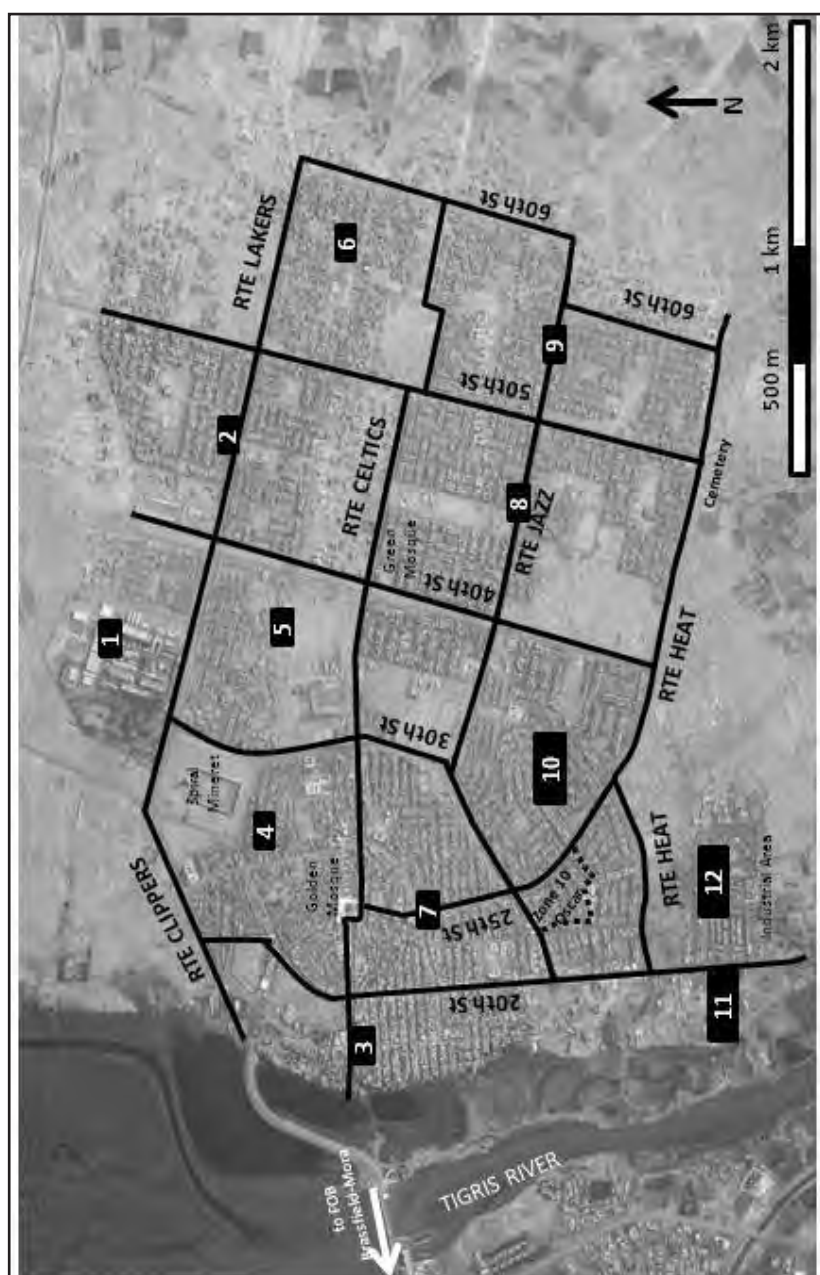 RTE LAKERS
6
60th St
2
50th St
9
60th St
RTE CELTICS
Green
Mosque
8
RTE JAZZ
Cemetery
1
5
40th St
RTE HEAT
Spiral
Mineret
30th St
10
RTE CLIPPERS
4
Golden
Mosque
7
25th St
Zone 10
Oscar
RTE HEAT
12
Industrial Area
3
20th St
11
to FOB
Brassfield-Mora
TIGRIS RIVER
N
500 m
1 km
2 km